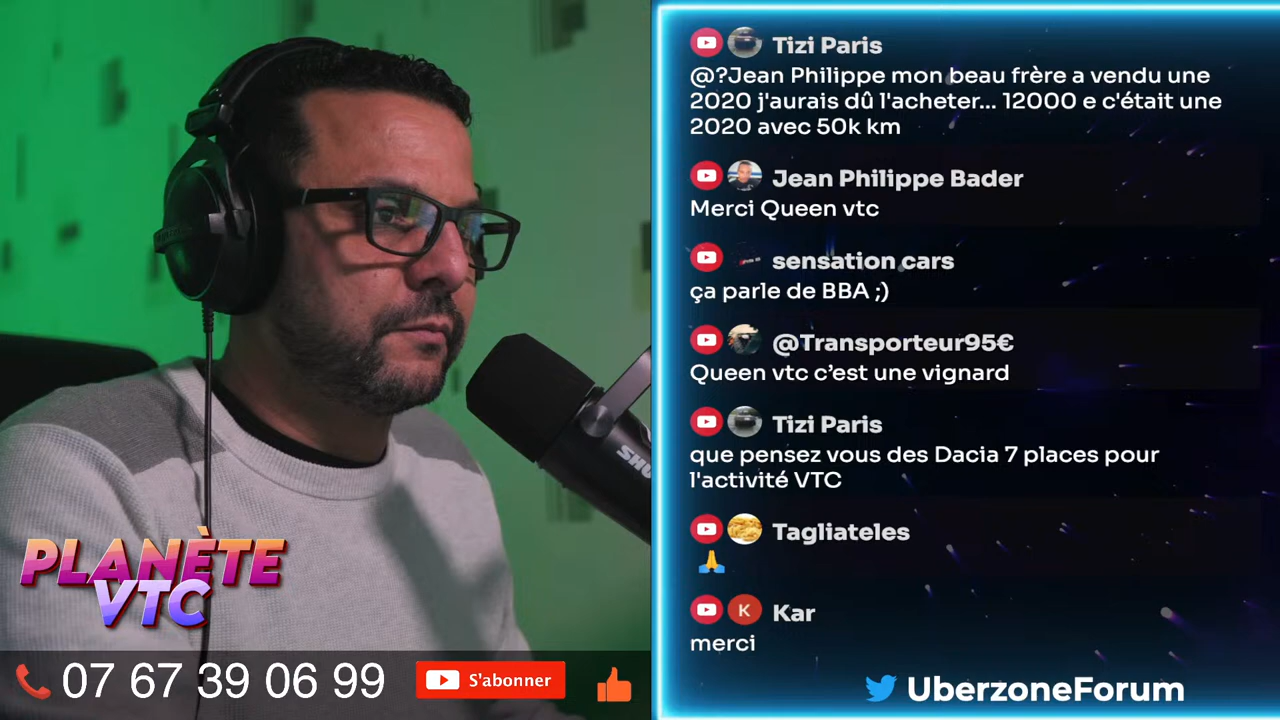 Tizi Paris
@?Jean Philippe mon beau frère a vendu une
2020 j'aurais dû l'acheter... 12000 e c'était une
2020 avec 50k km
Jean Philippe Bader
Merci Queen vtc
sensation cars
ça parle de BBA ;)
@Transporteur95€
Queen vtc c’est une vignard
Tizi Paris
que pensez vous des Dacia 7 places pour
l'activité VTC
Tagliateles
🙏
K
Kar
merci
UberzoneForum
PLANÈTE
VTC
07 67 39 06 99
S'abonner